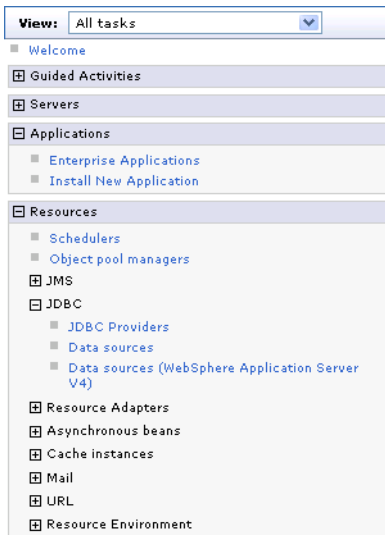 View: All tasks
Welcome
Guided Activities
Servers
Applications
Enterprise Applications
Install New Application
Resources
Schedulers
Object pool managers
JMS
JDBC
JDBC Providers
Data sources
Data sources (WebSphere Application Server
V4)
Resource Adapters
Asynchronous beans
Cache instances
Mail
URL
Resource Environment